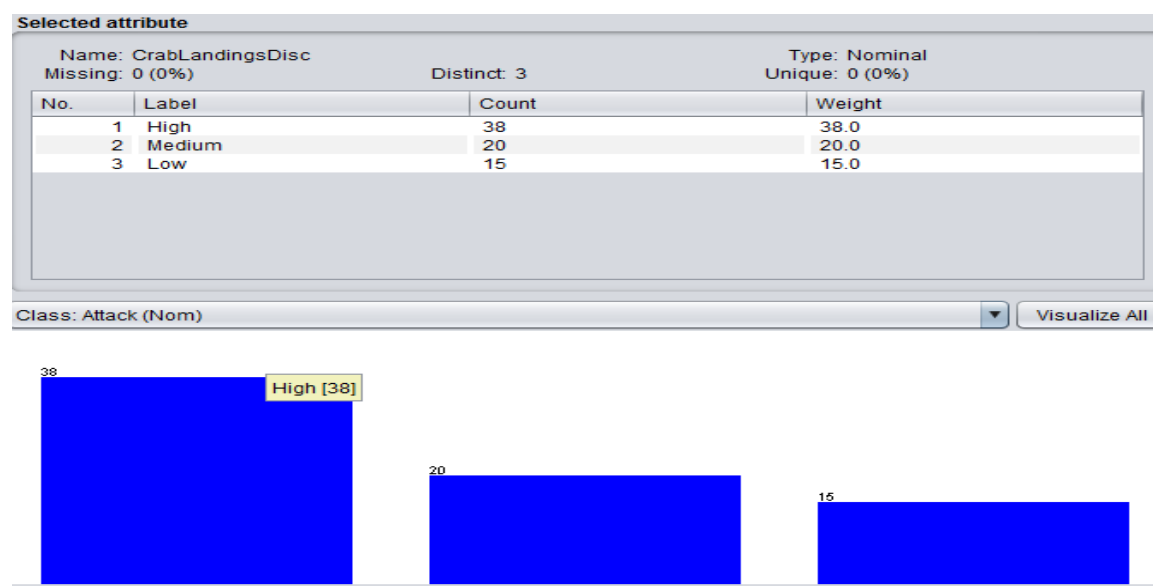 Selected attribute
Name: CrabLandingsDisc Type: Nominal
Missing: 0 (0%) Distinct: 3 Unique: 0 (0%)
No. Label Count Weight
1 High 38 38.0
2 Medium 20 20.0
3 Low 15 15.0
Class: Attack (Nom) Visualize All
38
High [38]
20
15